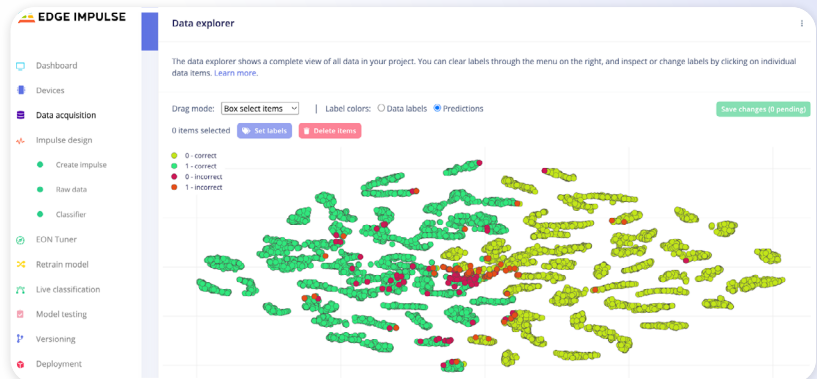 EDGE IMPULSE
Dashboard
Devices
Data acquisition
Impulse design
Create impulse
Raw data
Classifier
EON Tuner
Retrain model
Live classification
Model testing
Versioning
Deployment
Data explorer
The data explorer shows a complete view of all data in your project. You can clear labels through the menu on the right, and inspect or change labels by clicking on individual
data items. Learn more.
Drag mode: Box select items | Label colors: Data labels Predictions
Save changes (0 pending)
0 items selected Set labels Delete items
0 - correct
1 - correct
0 - incorrect
1 - incorrect